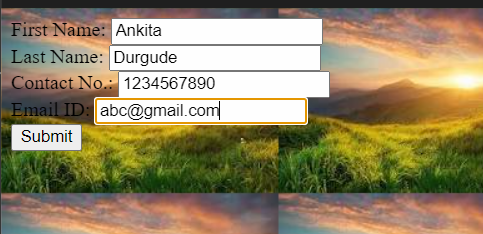 First Name: Ankita
Last Name: Durgude
Contact No.: 1234567890
Email ID: abc@gmail.com
Submit